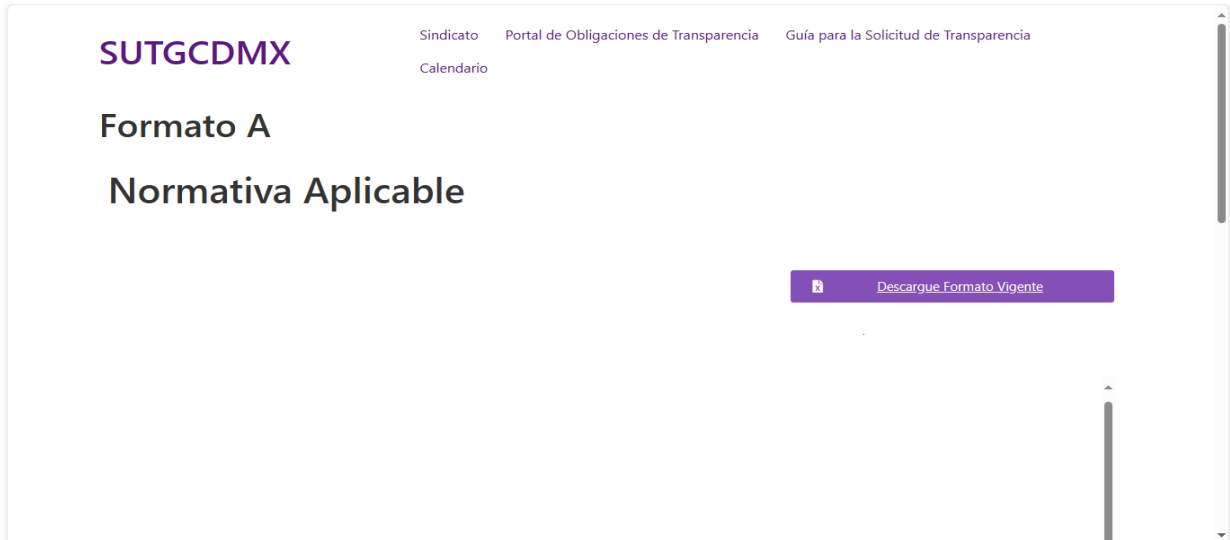 SUTGCDMX
Sindicato Portal de Obligaciones de Transparencia Guía para la Solicitud de Transparencia
Calendario
Formato A
Normativa Aplicable
Descargue Formato Vigente
.